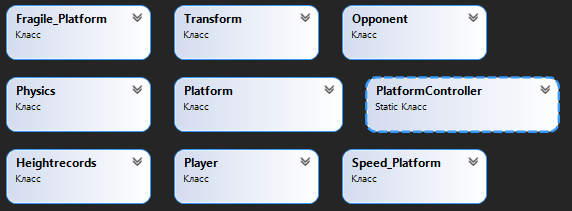 Fragile_Platform
Класс
Transform
Класс
Opponent
Класс
Physics
Класс
Platform
Класс
PlatformController
Static Класс
Heightrecords
Класс
Player
Класс
Speed_Platform
Класс